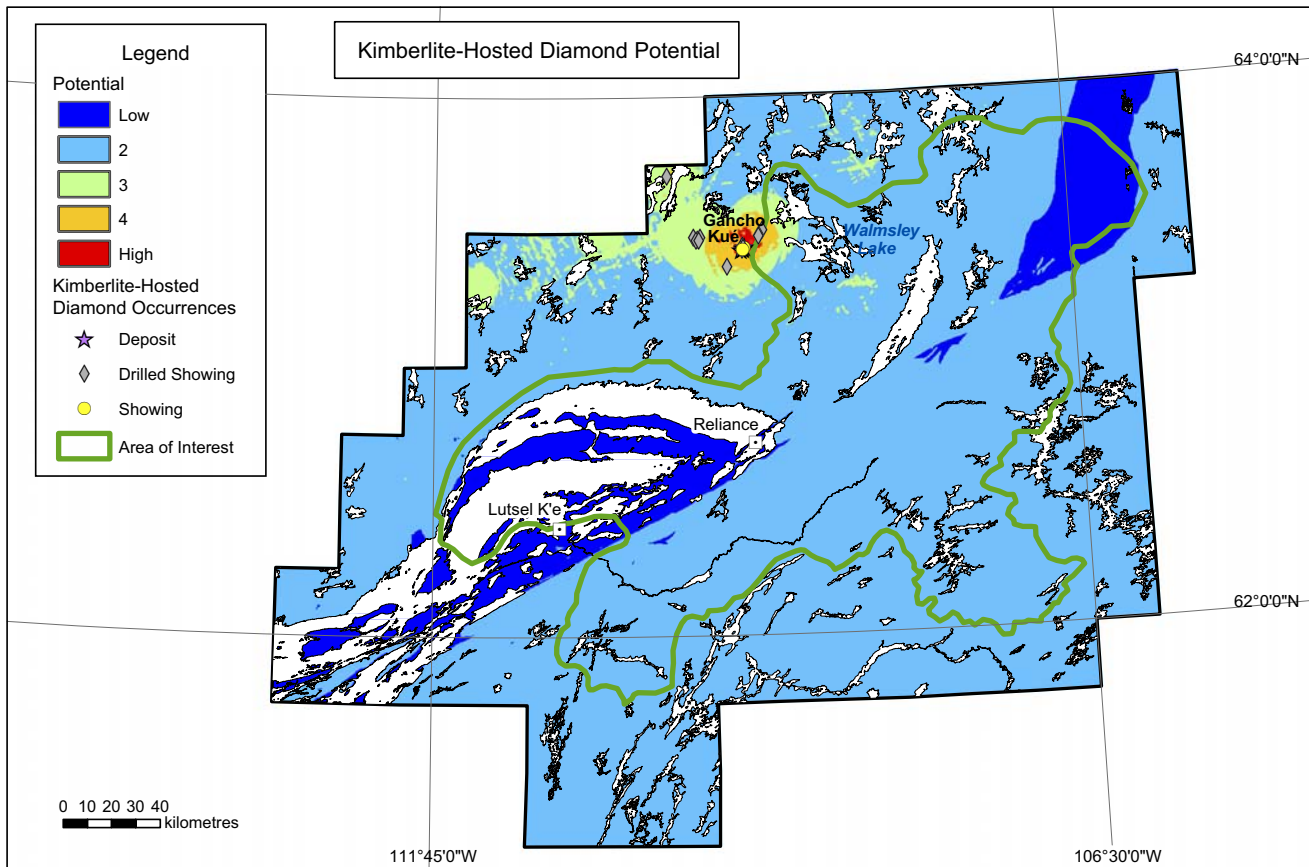 Kimberlite-Hosted Diamond Potential
Legend
Potential
Low
2
3
4
High
Kimberlite-Hosted
Diamond Occurrences
Deposit
Drilled Showing
Showing
Area of Interest
64°0'0"N
Gahcho
Kue
Walmsley
Lake
Reliance
Lutsel K'e
62°0'0"N
0 10 20 30 40
kilometres
111°45'0"W
106°30'0"W